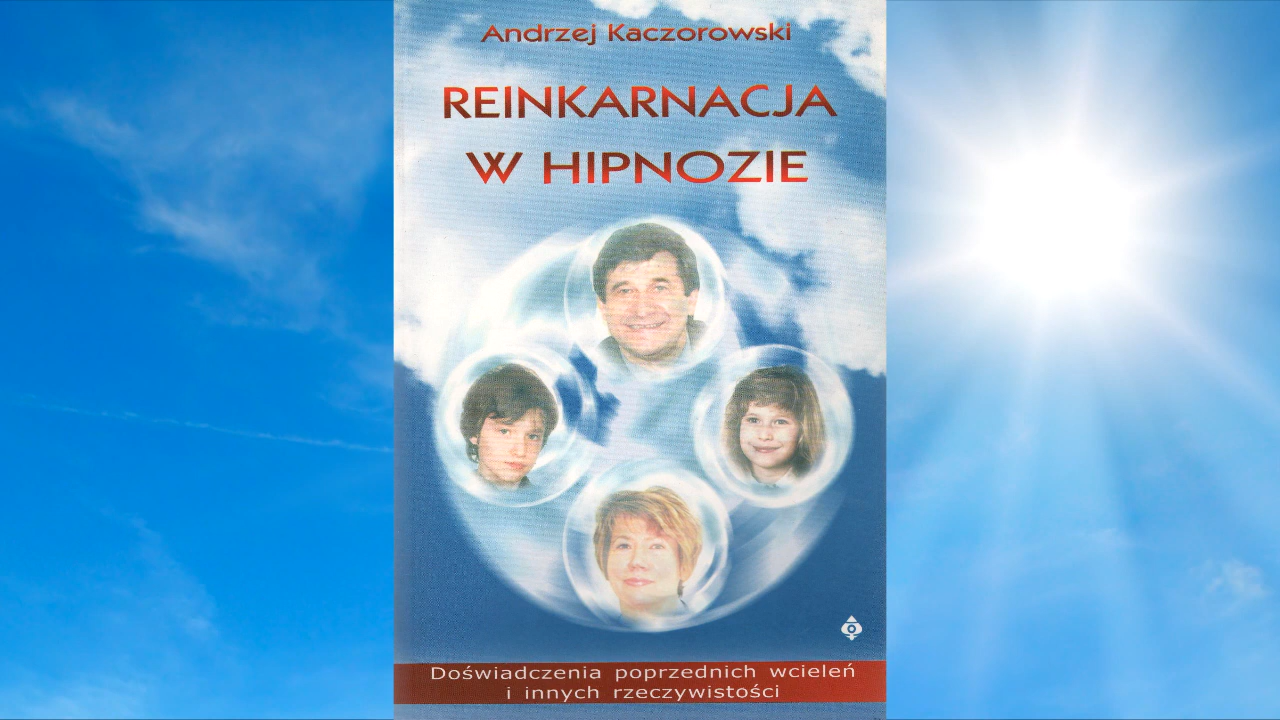 Andrzej Kaczorowski
REINKARNACJA
W HIPNOZIE
Doświadczenia poprzednich wcieleń
i innych rzeczywistości